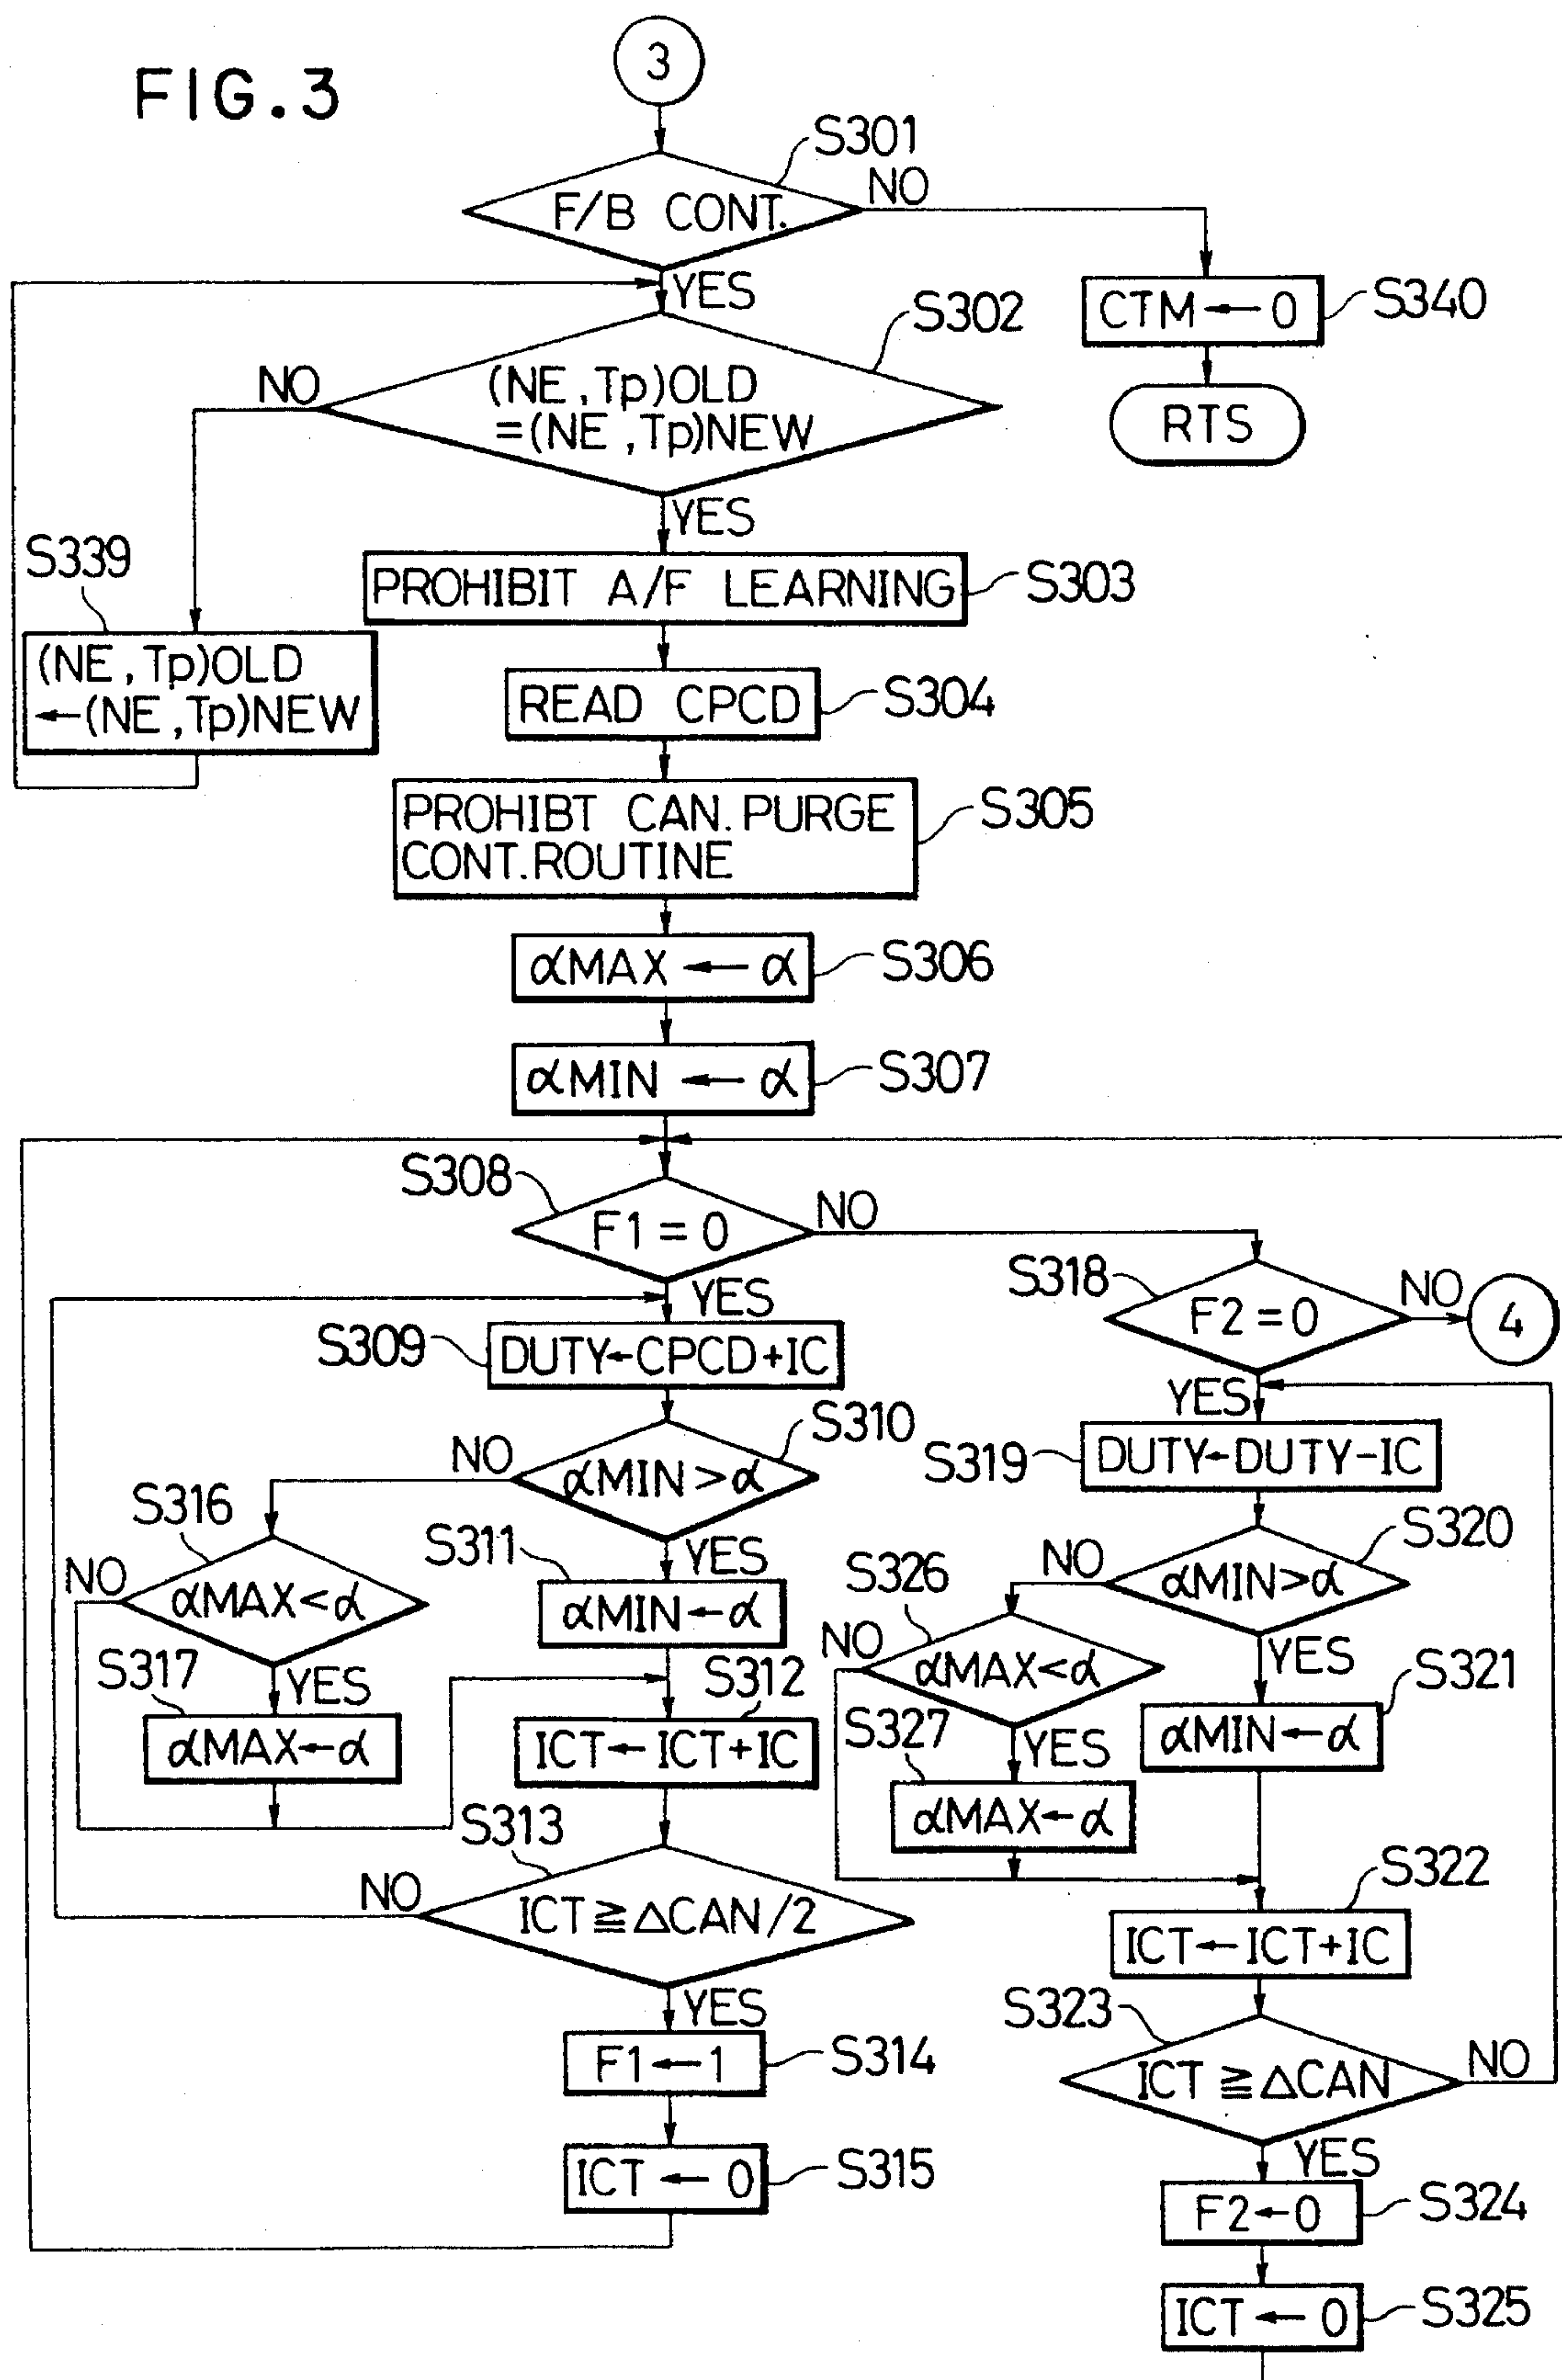 FIG.3
3
S301
F/B CONT.
NO
YES
S302
CTM ← 0
S340
NO
(NE,Tp)OLD
=(NE,Tp)NEW
RTS
YES
S339
PROHIBIT A/F LEARNING
S303
(NE,Tp)OLD
←(NE,Tp)NEW
READ CPCD
S304
PROHIBT CAN.PURGE
CONT.ROUTINE
S305
αMAX ← α
S306
αMIN ← α
S307
S308
F1 = 0
NO
S318
F2 = 0
NO
4
YES
S309
DUTY←CPCD+IC
YES
S310
S319
DUTY←DUTY-IC
NO
αMIN>α
S316
S320
S311
YES
NO
αMIN>α
S326
NO
αMAX<α
αMIN←α
NO
αMAX<α
YES
S317
YES
S312
S321
αMAX←α
ICT←ICT+IC
S327
YES
αMIN←α
αMAX←α
S313
S322
NO
ICT≧△CAN/2
ICT←ICT+IC
YES
S323
F1←1
S314
ICT≧△CAN
NO
YES
ICT ← 0
S315
F2←0
S324
ICT ← 0
S325